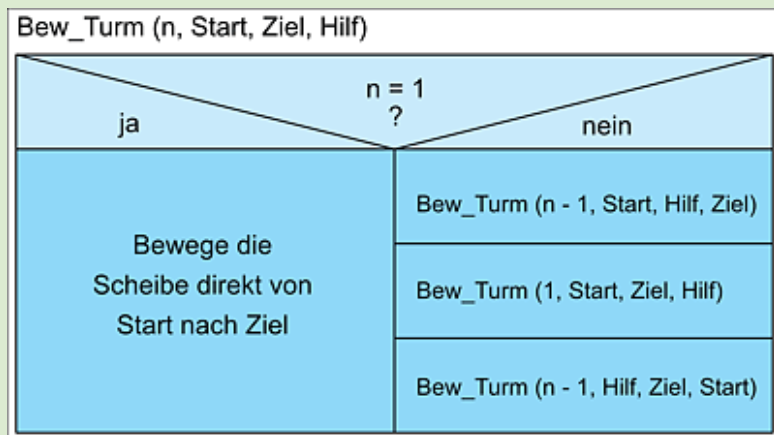 Bew_Turm (n, Start, Ziel, Hilf)
n = 1
?
ja
nein
Bewege die
Scheibe direkt von
Start nach Ziel
Bew_Turm (n - 1, Start, Hilf, Ziel)
Bew_Turm (1, Start, Ziel, Hilf)
Bew_Turm (n - 1, Hilf, Ziel, Start)